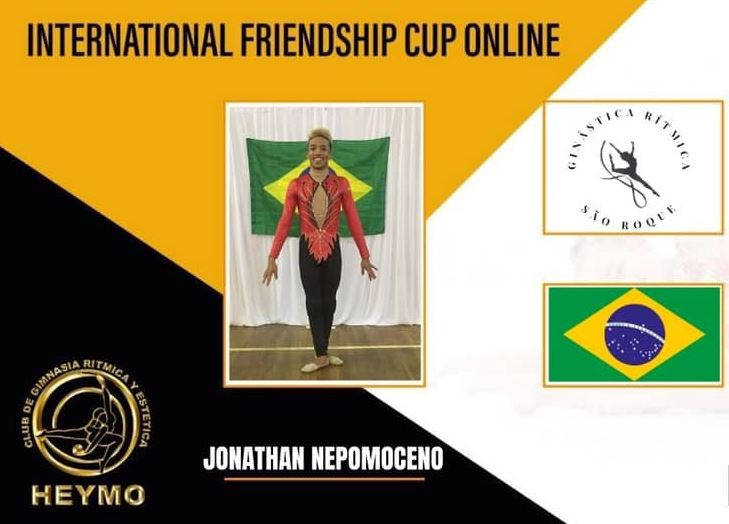 INTERNATIONAL FRIENDSHIP CUP ONLINE
GINÁSTICA RÍTMICA
SÃO ROQUE
CLUB DE GIMNASIA RITMICA Y ESTETICA
HEYMO
JONATHAN NEPOMOCENO